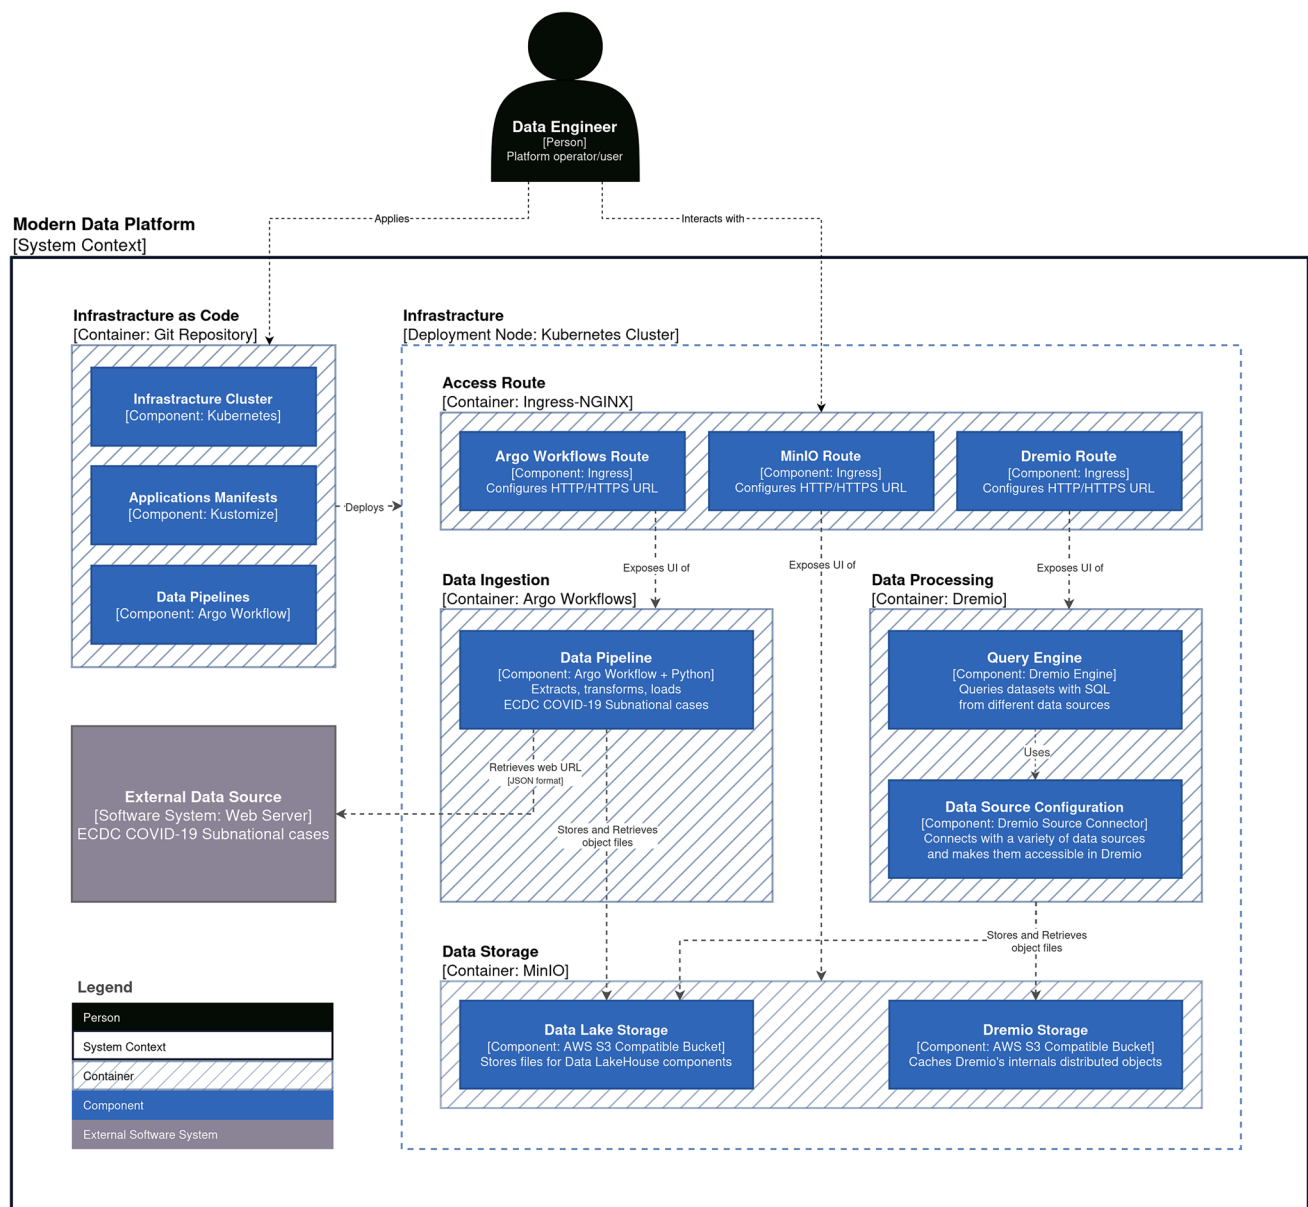 Data Engineer
[Person]
Platform operator/user
Applies
Interacts with
Modern Data Platform
[System Context]
Infrastracture as Code
[Container: Git Repository]
Infrastracture Cluster
[Component: Kubernetes]
Applications Manifests
[Component: Kustomize]
Data Pipelines
[Component: Argo Workflow]
Deploys
Infrastracture
[Deployment Node: Kubernetes Cluster]
Access Route
[Container: Ingress-NGINX]
Argo Workflows Route
[Component: Ingress]
Configures HTTP/HTTPS URL
MinIO Route
[Component: Ingress]
Configures HTTP/HTTPS URL
Dremio Route
[Component: Ingress]
Configures HTTP/HTTPS URL
Exposes UI of
Exposes UI of
Exposes UI of
Data Ingestion
[Container: Argo Workflows]
Data Pipeline
[Component: Argo Workflow + Python]
Extracts, transforms, loads
ECDC COVID-19 Subnational cases
Retrieves web URL
[JSON format]
Stores and Retrieves
object files
Data Processing
[Container: Dremio]
Query Engine
[Component: Dremio Engine]
Queries datasets with SQL
from different data sources
Uses
Data Source Configuration
[Component: Dremio Source Connector]
Connects with a variety of data sources
and makes them accessible in Dremio
Stores and Retrieves
object files
External Data Source
[Software System: Web Server]
ECDC COVID-19 Subnational cases
Data Storage
[Container: MinIO]
Data Lake Storage
[Component: AWS S3 Compatible Bucket]
Stores files for Data LakeHouse components
Dremio Storage
[Component: AWS S3 Compatible Bucket]
Caches Dremio's internals distributed objects
Legend
Person
System Context
Container
Component
External Software System